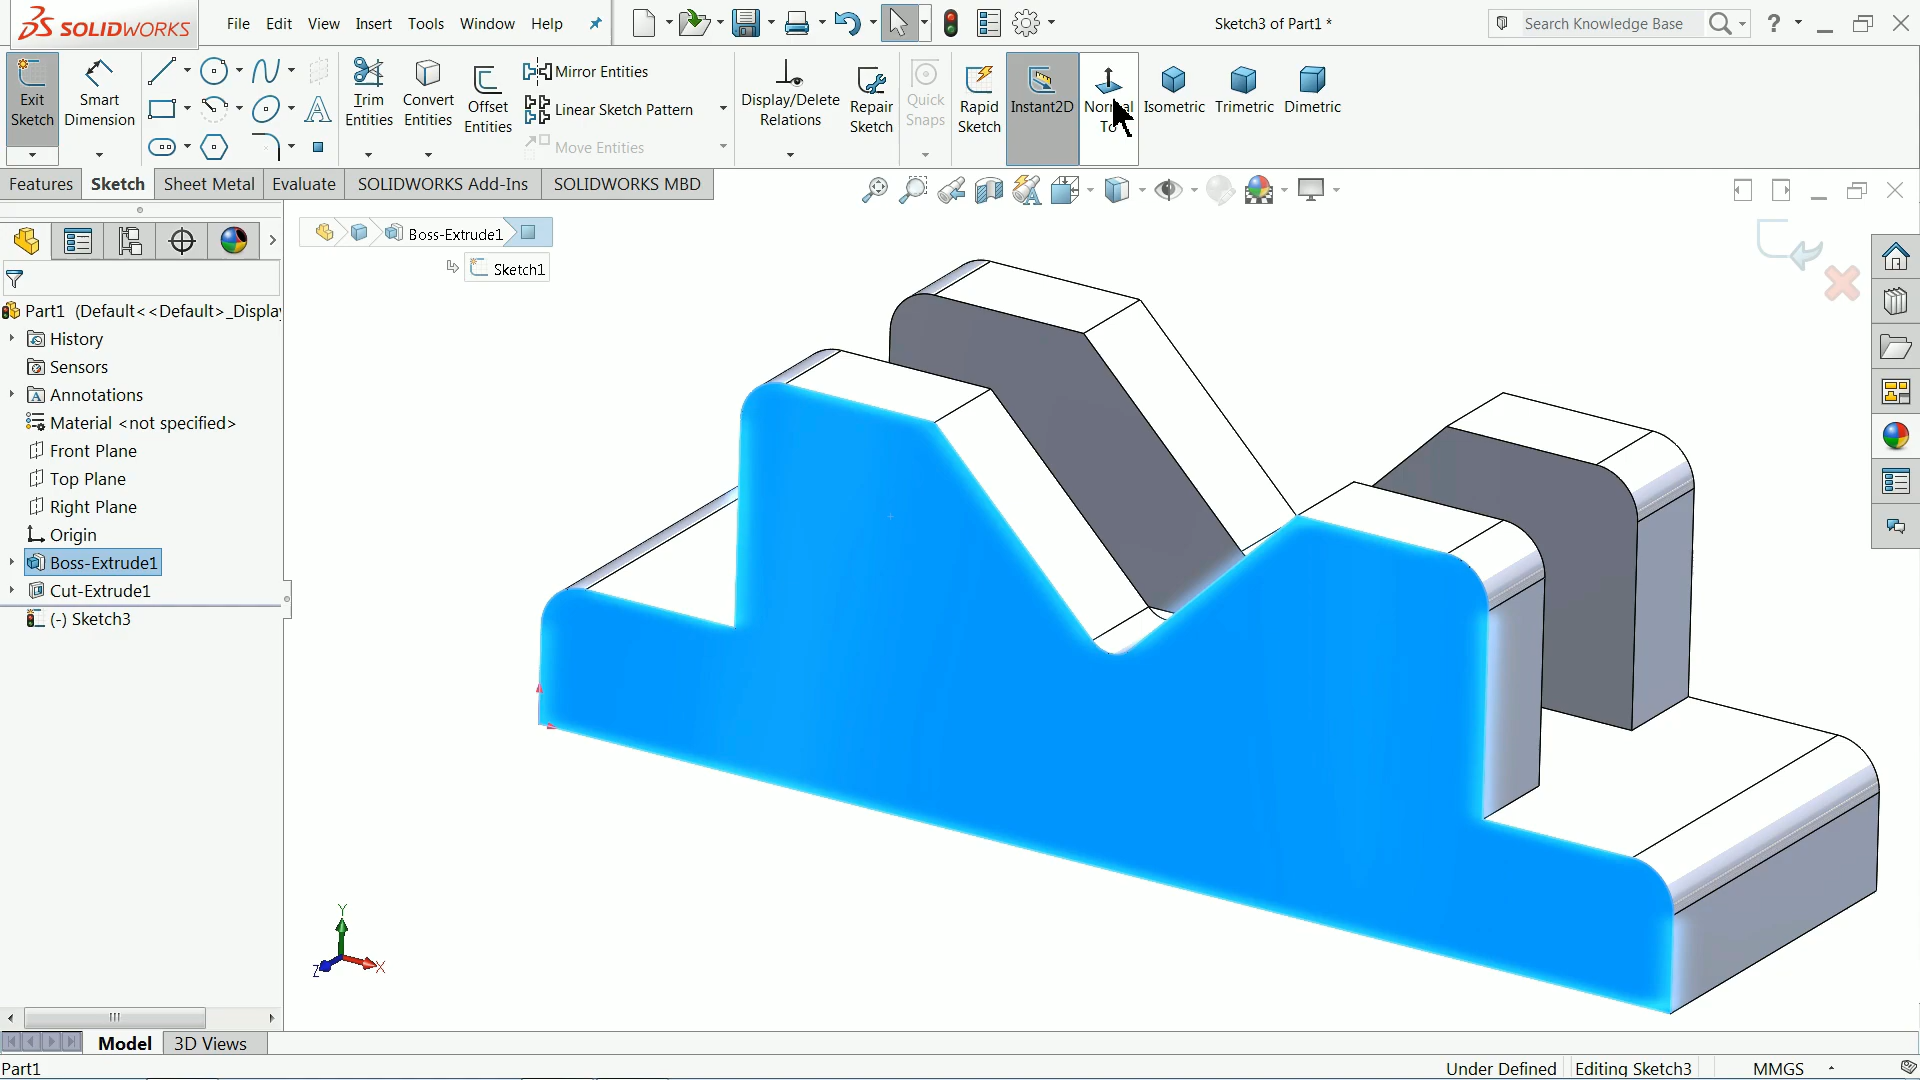 SOLIDWORKS
File Edit View Insert Tools Window Help
Sketch3 of Part1 *
Search Knowledge Base
?
Exit Sketch
Smart Dimension
Trim Entities
Convert Entities
Offset Entities
Mirror Entities
Linear Sketch Pattern
Move Entities
Display/Delete Relations
Repair Sketch
Quick Snaps
Rapid Sketch
Instant2D
Normal To
Isometric
Trimetric
Dimetric
Features Sketch Sheet Metal Evaluate SOLIDWORKS Add-Ins SOLIDWORKS MBD
Boss-Extrude1
Sketch1
Part1 (Default<<Default>_Displa
History
Sensors
Annotations
Material <not specified>
Front Plane
Top Plane
Right Plane
Origin
Boss-Extrude1
Cut-Extrude1
(-) Sketch3
Y
Z
X
Model 3D Views
Part1
Under Defined Editing Sketch3 MMGS